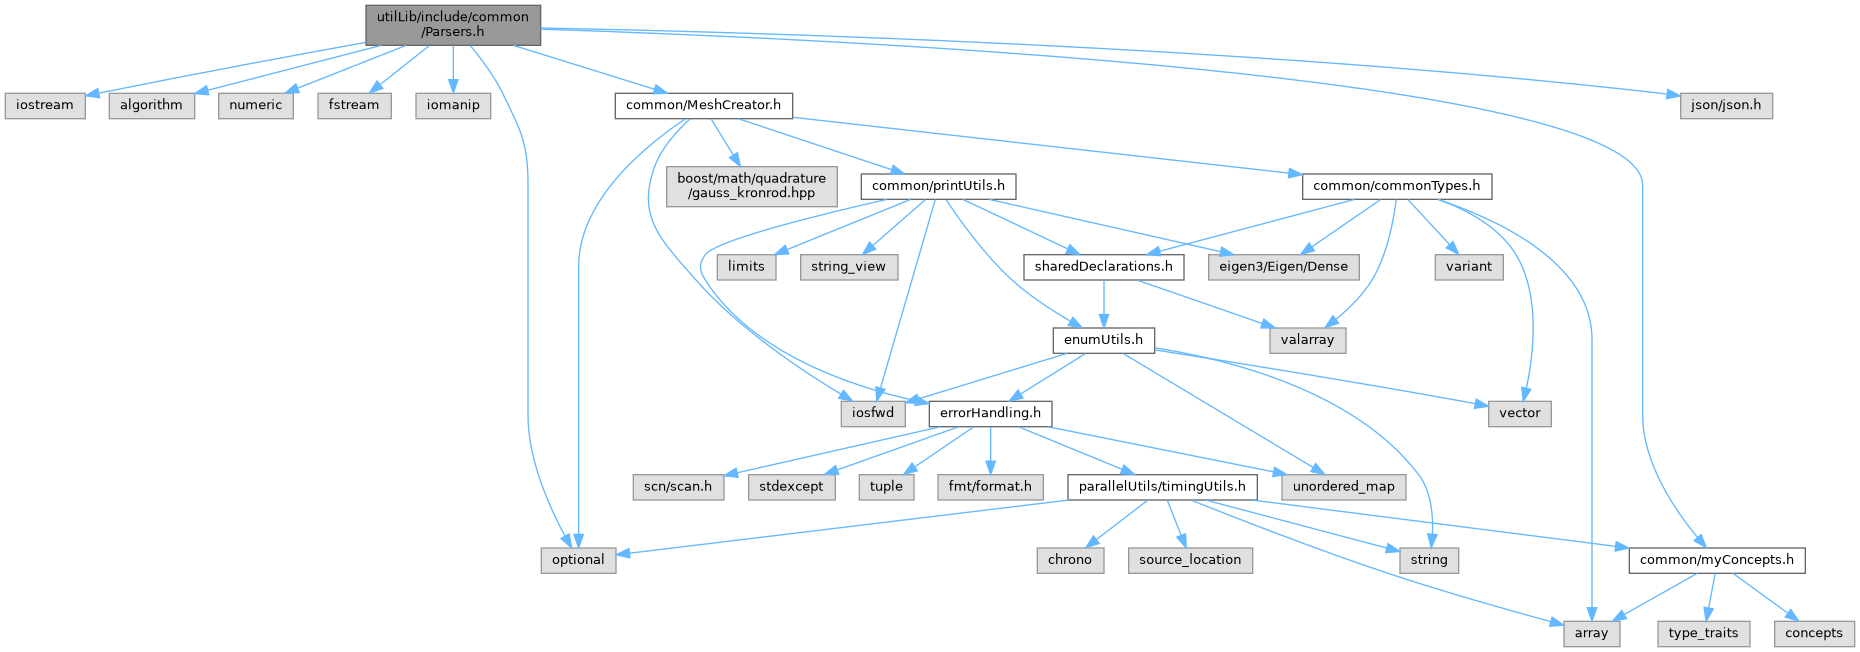 utilLib/include/common
/Parsers.h
iostream
algorithm
numeric
fstream
iomanip
common/MeshCreator.h
json/json.h
boost/math/quadrature
/gauss_kronrod.hpp
common/printUtils.h
common/commonTypes.h
limits
string_view
sharedDeclarations.h
eigen3/Eigen/Dense
variant
enumUtils.h
valarray
iosfwd
errorHandling.h
vector
scn/scan.h
stdexcept
tuple
fmt/format.h
parallelUtils/timingUtils.h
unordered_map
optional
chrono
source_location
string
common/myConcepts.h
array
type_traits
concepts